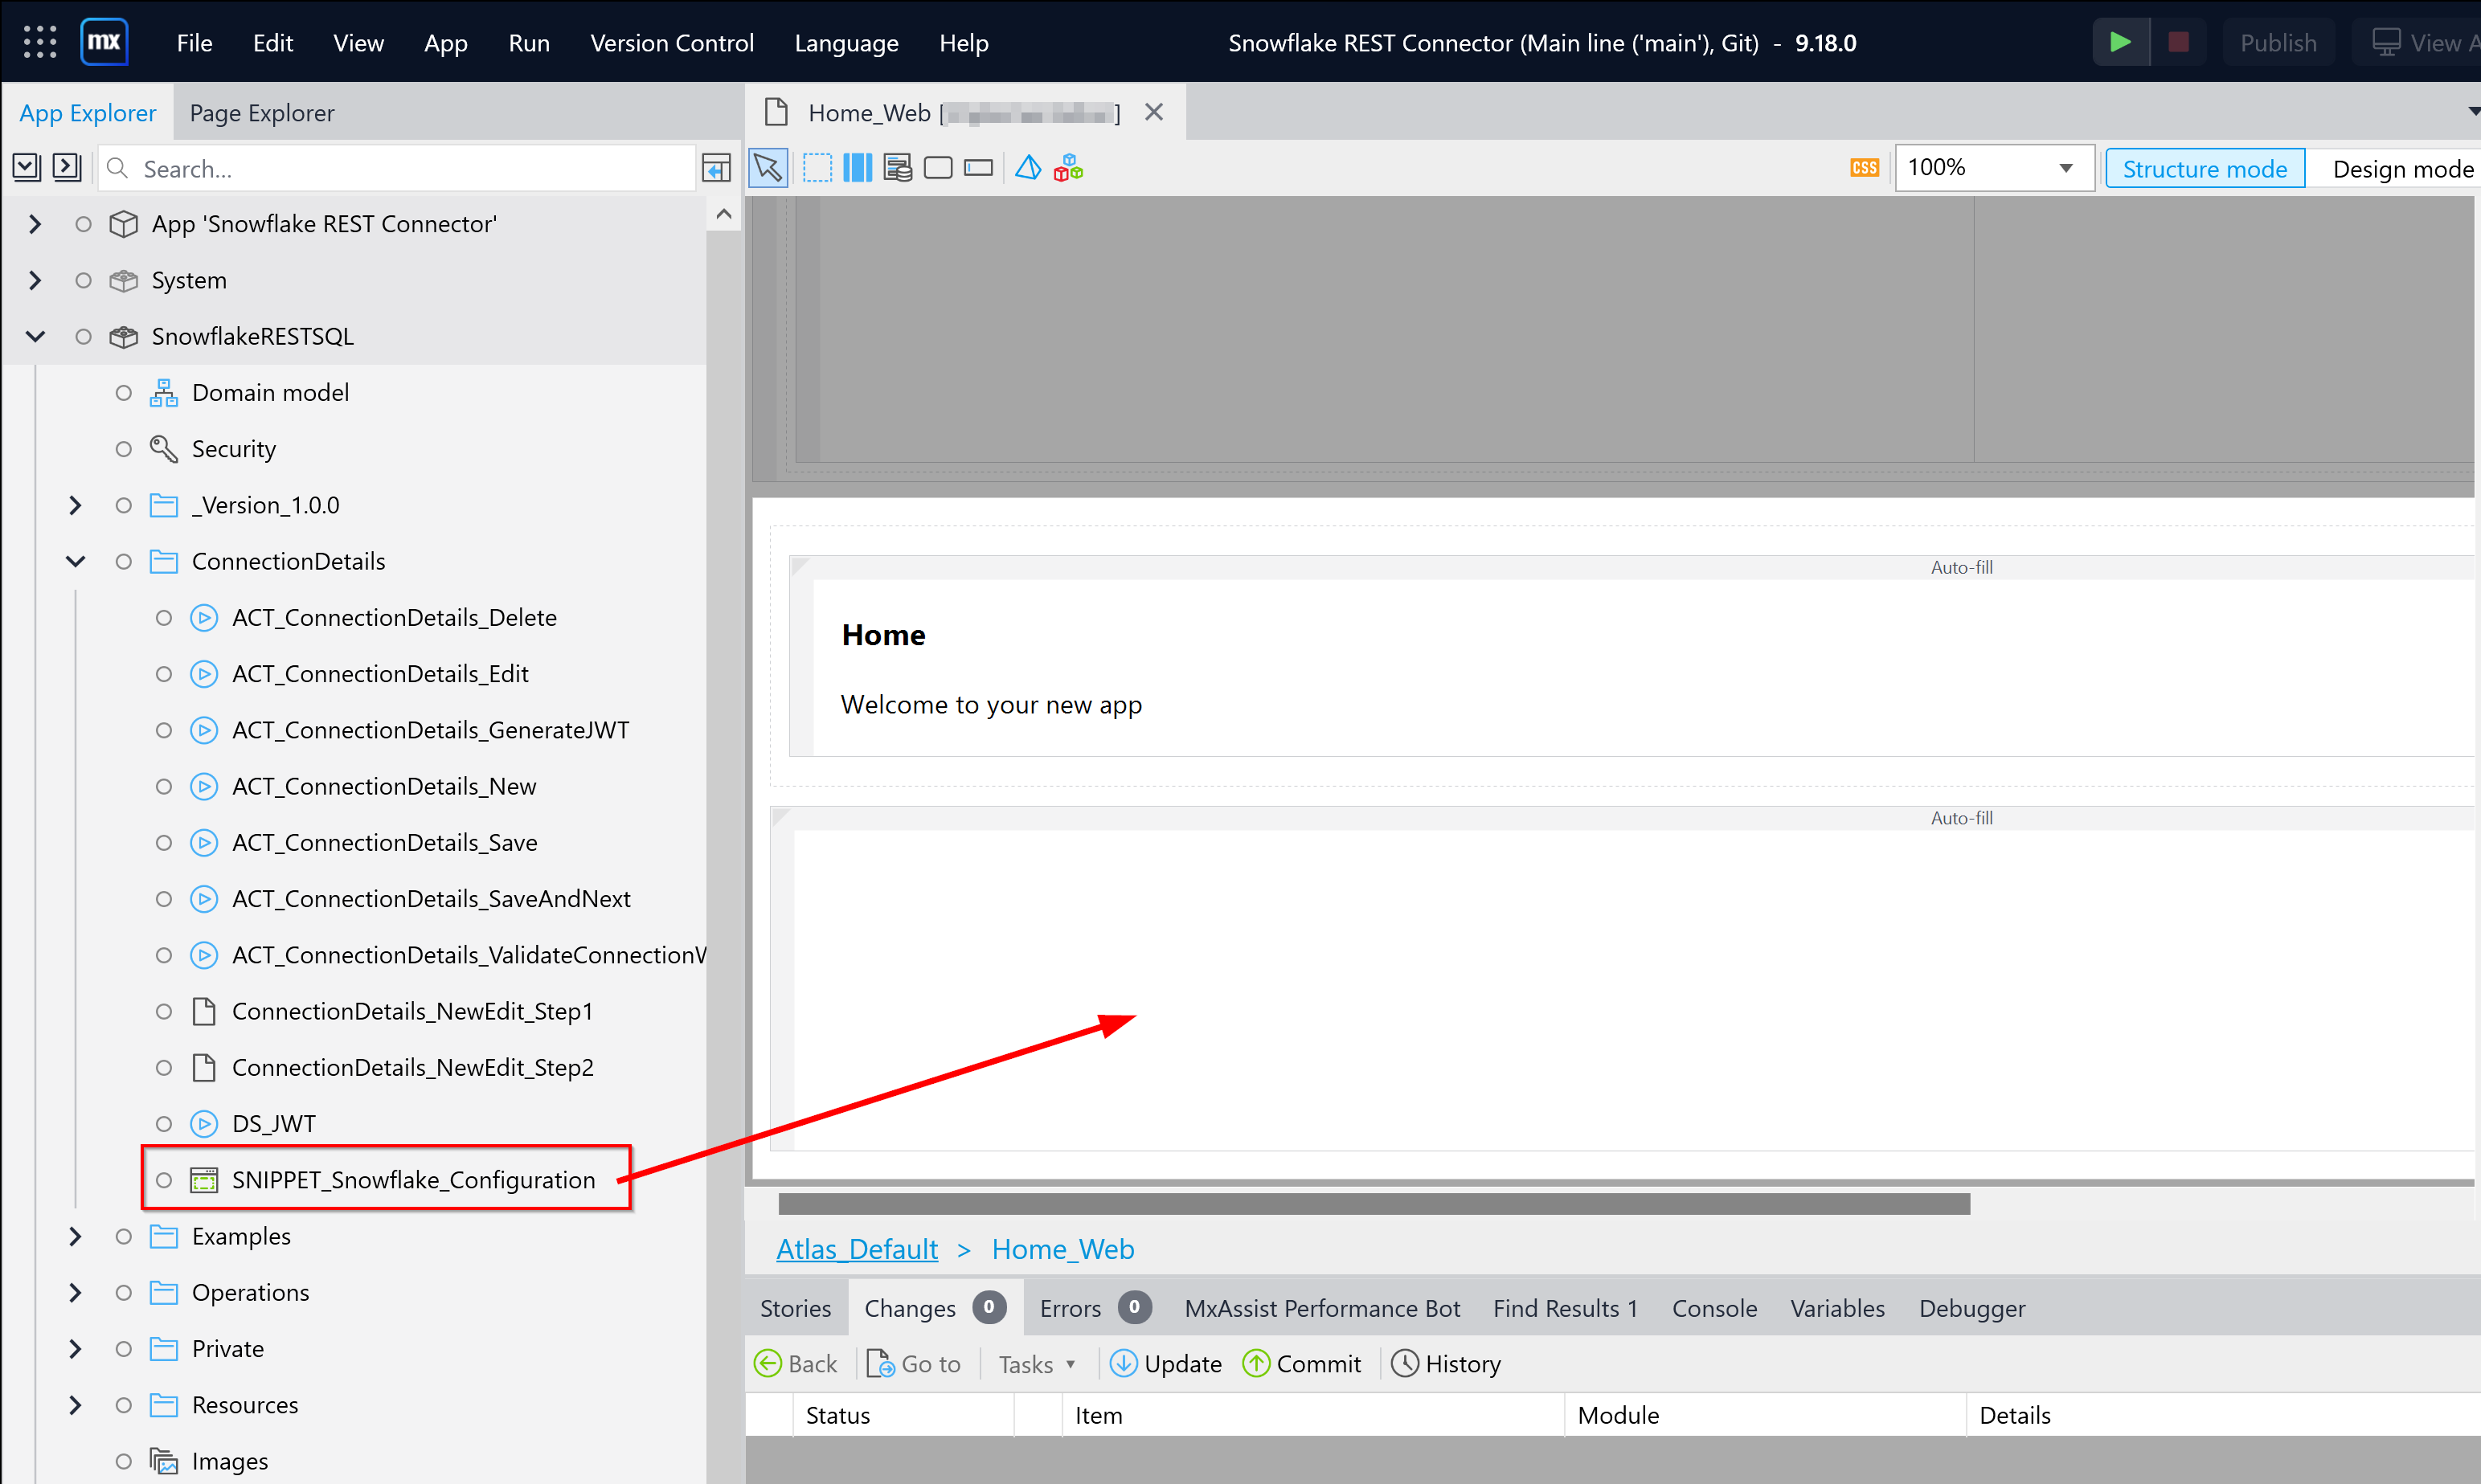 mx File Edit View App Run Version Control Language Help Snowflake REST Connector (Main line ('main'), Git) - 9.18.0 Publish View A
App Explorer Page Explorer Home_Web [ ]
Search... CSS 100% Structure mode Design mode
App 'Snowflake REST Connector'
System
SnowflakeRESTSQL
Domain model
Security
_Version_1.0.0
ConnectionDetails
ACT_ConnectionDetails_Delete
ACT_ConnectionDetails_Edit
ACT_ConnectionDetails_GenerateJWT
ACT_ConnectionDetails_New
ACT_ConnectionDetails_Save
ACT_ConnectionDetails_SaveAndNext
ACT_ConnectionDetails_ValidateConnectionW
ConnectionDetails_NewEdit_Step1
ConnectionDetails_NewEdit_Step2
DS_JWT
SNIPPET_Snowflake_Configuration
Examples
Operations
Private
Resources
Images
Auto-fill
Home
Welcome to your new app
Auto-fill
Atlas_Default > Home_Web
Stories Changes 0 Errors 0 MxAssist Performance Bot Find Results 1 Console Variables Debugger
Back Go to Tasks Update Commit History
Status Item Module Details